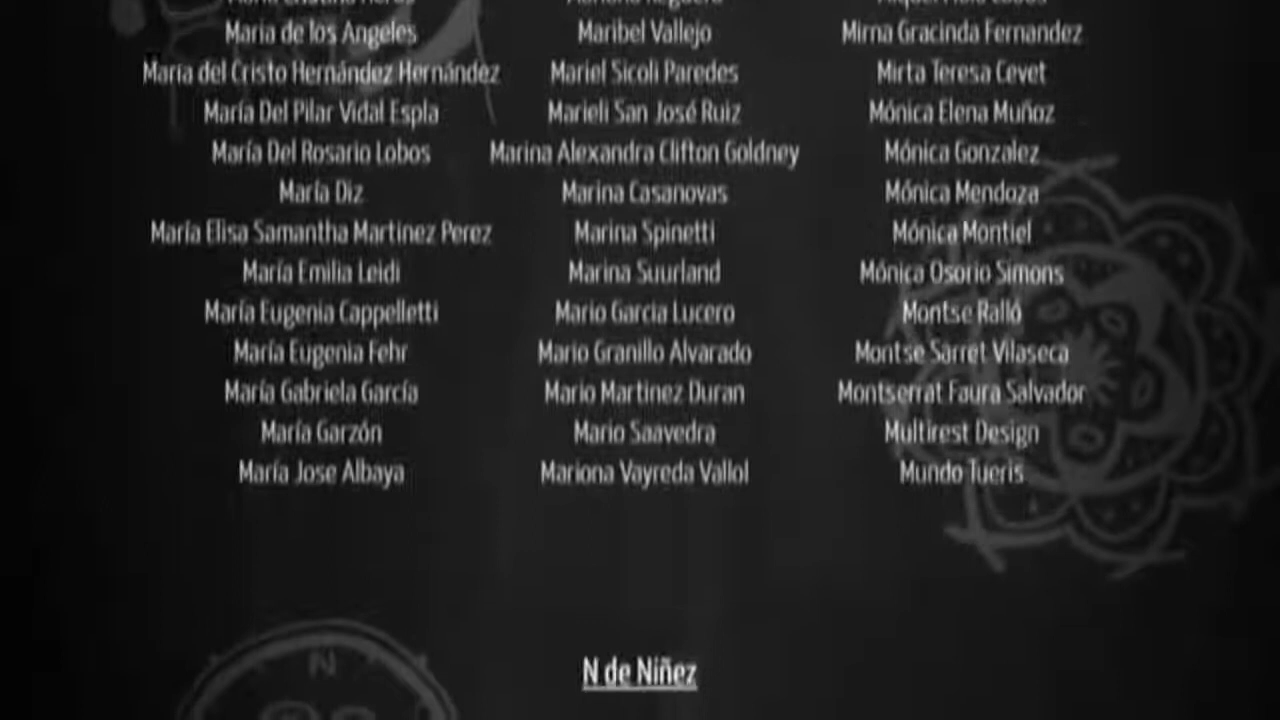 Maria de los Angeles
María del Cristo Hernández Hernández
María Del Pilar Vidal Espla
María Del Rosario Lobos
María Diz
María Elisa Samantha Martinez Perez
María Emilia Leidi
María Eugenia Cappelletti
María Eugenia Fehr
María Gabriela García
María Garzón
María Jose Albaya
Maribel Vallejo
Mariel Sicoli Paredes
Marieli San José Ruiz
Marina Alexandra Clifton Goldney
Marina Casanovas
Marina Spinetti
Marina Suurland
Mario Garcia Lucero
Mario Granillo Alvarado
Mario Martinez Duran
Mario Saavedra
Mariona Vayreda Vallol
Mirna Gracinda Fernandez
Mirta Teresa Cevet
Mónica Elena Muñoz
Mónica Gonzalez
Mónica Mendoza
Mónica Montiel
Mónica Osorio Simons
Montse Ralló
Montse Sarret Vilaseca
Montserrat Faura Salvador
Multirest Design
Mundo Tueris
N
N de Niñez